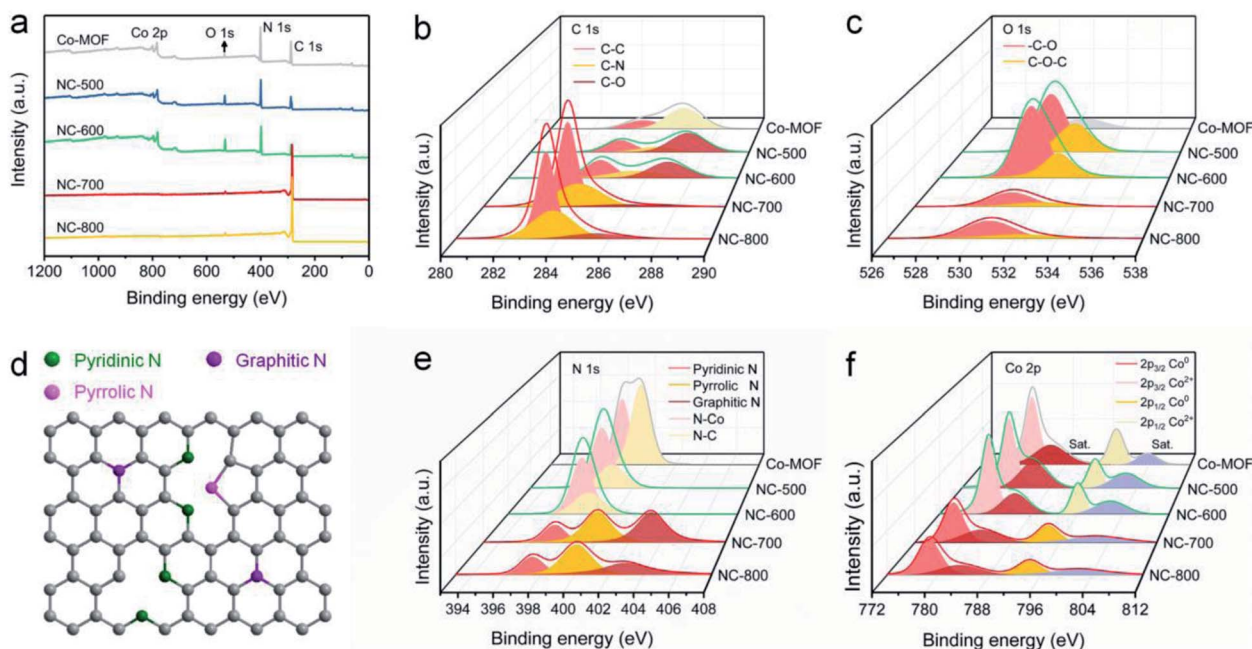 a
Co-MOF
Co 2p
O 1s
N 1s
C 1s
NC-500
NC-600
NC-700
NC-800
Intensity (a.u.)
1200 1000 800 600 400 200 0
Binding energy (eV)
b
C 1s
C-C
C-N
C-O
Co-MOF
NC-500
NC-600
NC-700
NC-800
Intensity (a.u.)
280 282 284 286 288 290
Binding energy (eV)
c
O 1s
-C-O
C-O-C
Co-MOF
NC-500
NC-600
NC-700
NC-800
Intensity (a.u.)
526 528 530 532 534 536 538
Binding energy (eV)
d
Pyridinic N
Graphitic N
Pyrrolic N
e
N 1s
Pyridinic N
Pyrrolic N
Graphitic N
N-Co
N-C
Co-MOF
NC-500
NC-600
NC-700
NC-800
Intensity (a.u.)
394 396 398 400 402 404 406 408
Binding energy (eV)
f
Co 2p
2p3/2 Co0
2p3/2 Co2+
2p1/2 Co0
2p1/2 Co2+
Sat.
Sat.
Co-MOF
NC-500
NC-600
NC-700
NC-800
Intensity (a.u.)
772 780 788 796 804 812
Binding energy (eV)